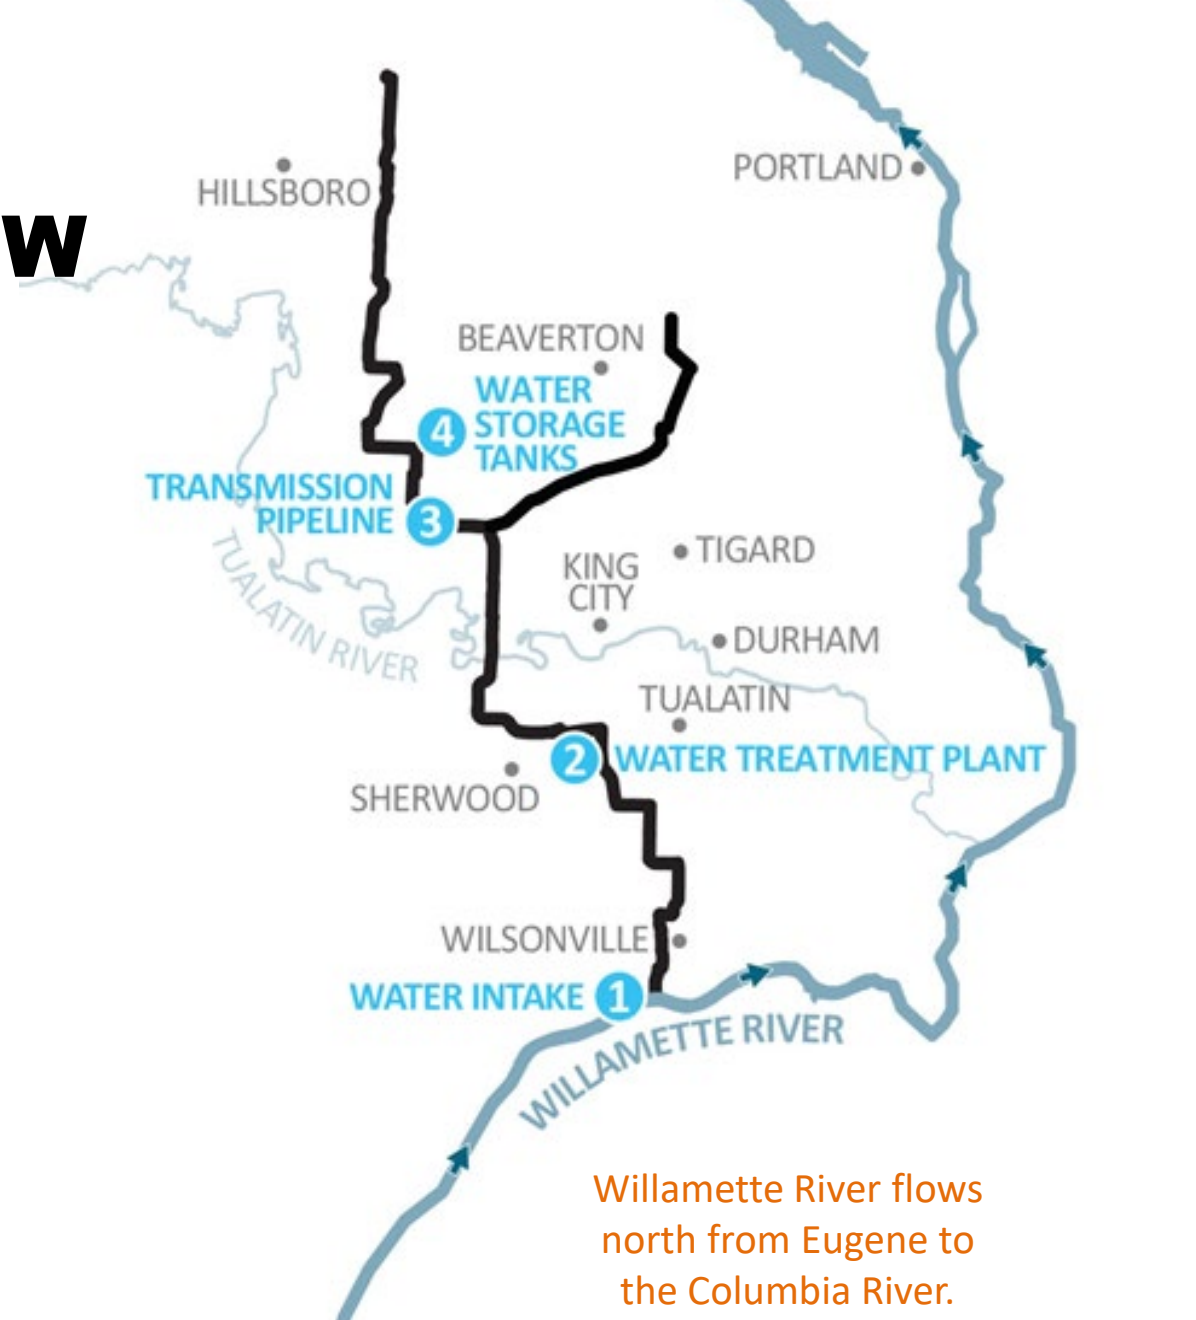 HILLSBORO
PORTLAND
W
BEAVERTON
WATER
STORAGE
TANKS
4
TRANSMISSION
PIPELINE
3
TUALATIN RIVER
KING
CITY
TIGARD
DURHAM
TUALATIN
2
WATER TREATMENT PLANT
SHERWOOD
WILSONVILLE
WATER INTAKE
1
WILLAMETTE RIVER
Willamette River flows
north from Eugene to
the Columbia River.